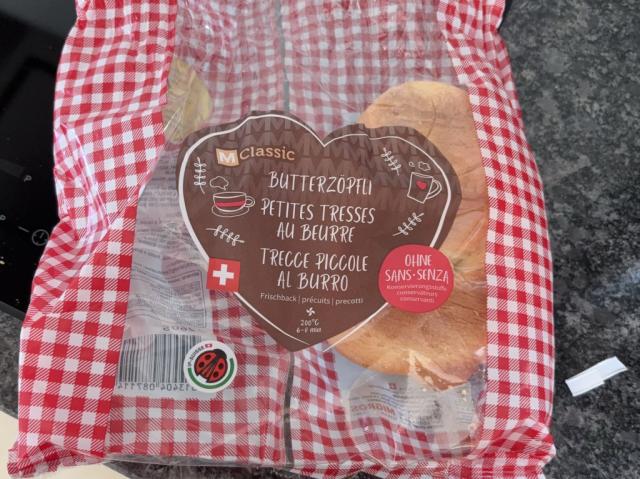 M Classic
BUTTERZÖPFLI
PETITES TRESSES
AU BEURRE
TRECCE PICCOLE
AL BURRO
Frischback | précuits | precotti
200°C
6-8 min
OHNE
SANS·SENZA
Konservierungsstoffe
conservateurs
conservanti
MIGROS